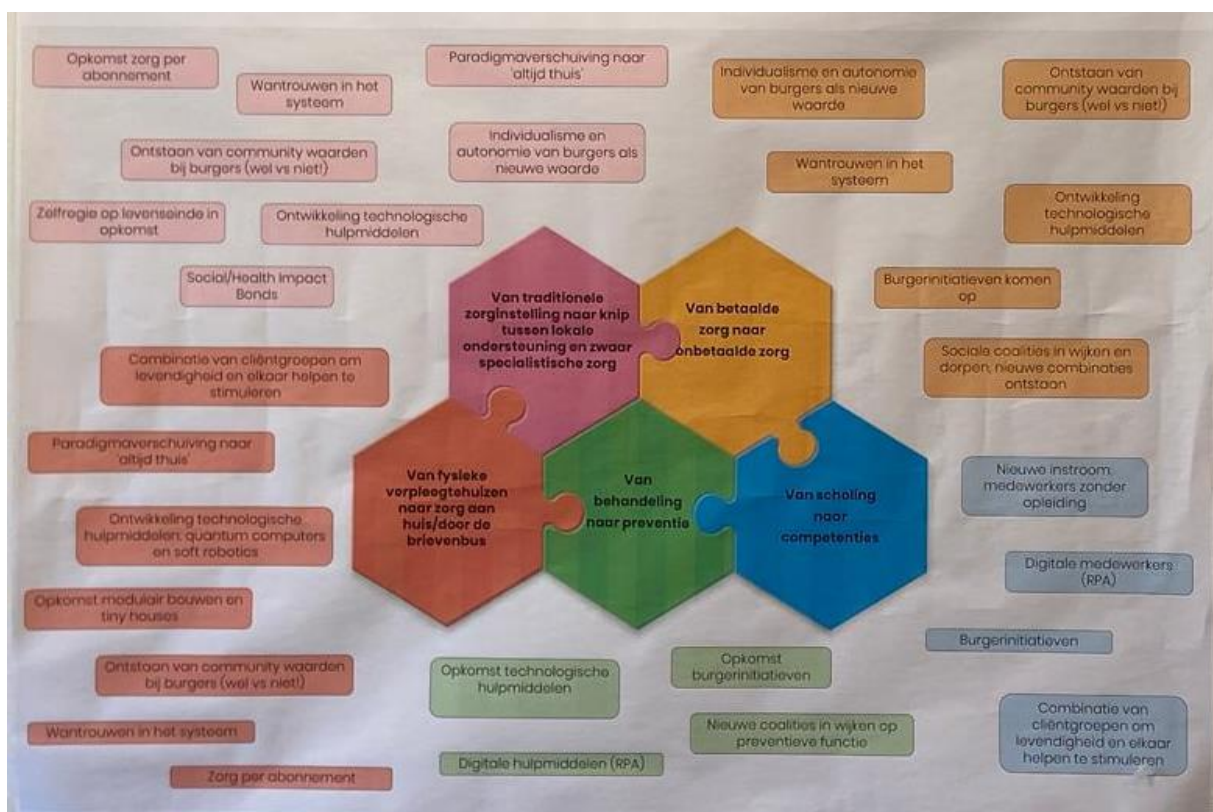 Opkomst zorg per
abonnement
Wantrouwen in het
systeem
Paradigmaverschuiving naar
'altijd thuis'
Individualisme en autonomie
van burgers als nieuwe
waarde
Ontstaan van
community waarden bij
burgers (wel vs niet!)
Ontstaan van community waarden
bij burgers (wel vs niet!)
Individualisme en
autonomie van burgers als
nieuwe waarde
Wantrouwen in het
systeem
Zelfregie op levenseinde in
opkomst
Ontwikkeling technologische
hulpmiddelen
Ontwikkeling
technologische
hulpmiddelen
Social/Health Impact
Bonds
Burgerinitiatieven komen
op
Van traditionele
zorginstelling naar knip
tussen lokale
ondersteuning en zwaar
specialistische zorg
Van betaalde
zorg naar
onbetaalde zorg
Combinatie van cliëntgroepen om
levendigheid en elkaar helpen te
stimuleren
Sociale coalities in wijken en
dorpen, nieuwe combinaties
ontstaan
Paradigmaverschuiving naar
'altijd thuis'
Van fysieke
verpleegtehuizen
naar zorg aan
huis/door de
brievenbus
Van
behandeling
naar preventie
Van scholing
naar
competenties
Nieuwe instroom:
medewerkers zonder
opleiding
Ontwikkeling technologische
hulpmiddelen: quantum computers
en soft robotics
Digitale medewerkers
(RPA)
Opkomst modulair bouwen en
tiny houses
Burgerinitiatieven
Ontstaan van community waarden
bij burgers (wel vs niet!)
Opkomst technologische
hulpmiddelen
Opkomst
burgerinitiatieven
Wantrouwen in het systeem
Nieuwe coalities in wijken op
preventieve functie
Combinatie van
cliëntgroepen om
levendigheid en elkaar
helpen te stimuleren
Zorg per abonnement
Digitale hulpmiddelen (RPA)